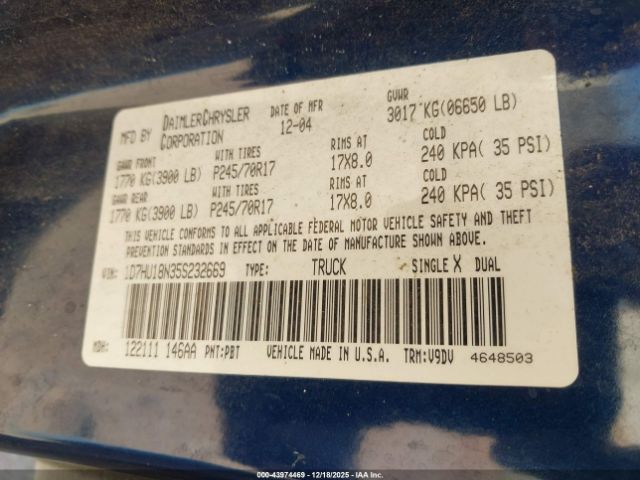 MFD BY DAIMLERCHRYSLER CORPORATION DATE OF MFR 12-04 GVWR 3017 KG(06650 LB)
GAWR FRONT WITH TIRES RIMS AT COLD
1770 KG(3900 LB) P245/70R17 17X8.0 240 KPA( 35 PSI)
GAWR REAR WITH TIRES RIMS AT COLD
1770 KG(3900 LB) P245/70R17 17X8.0 240 KPA( 35 PSI)
THIS VEHICLE CONFORMS TO ALL APPLICABLE FEDERAL MOTOR VEHICLE SAFETY AND THEFT
PREVENTION STANDARDS IN EFFECT ON THE DATE OF MANUFACTURE SHOWN ABOVE.
VIN: 1D7HU18N35S232669 TYPE: TRUCK SINGLE X DUAL
MDH: 122111 146AA PNT:PBT VEHICLE MADE IN U.S.A. TRM:V9DV 4648503
000-43974469 - 12/18/2025 - IAA Inc.